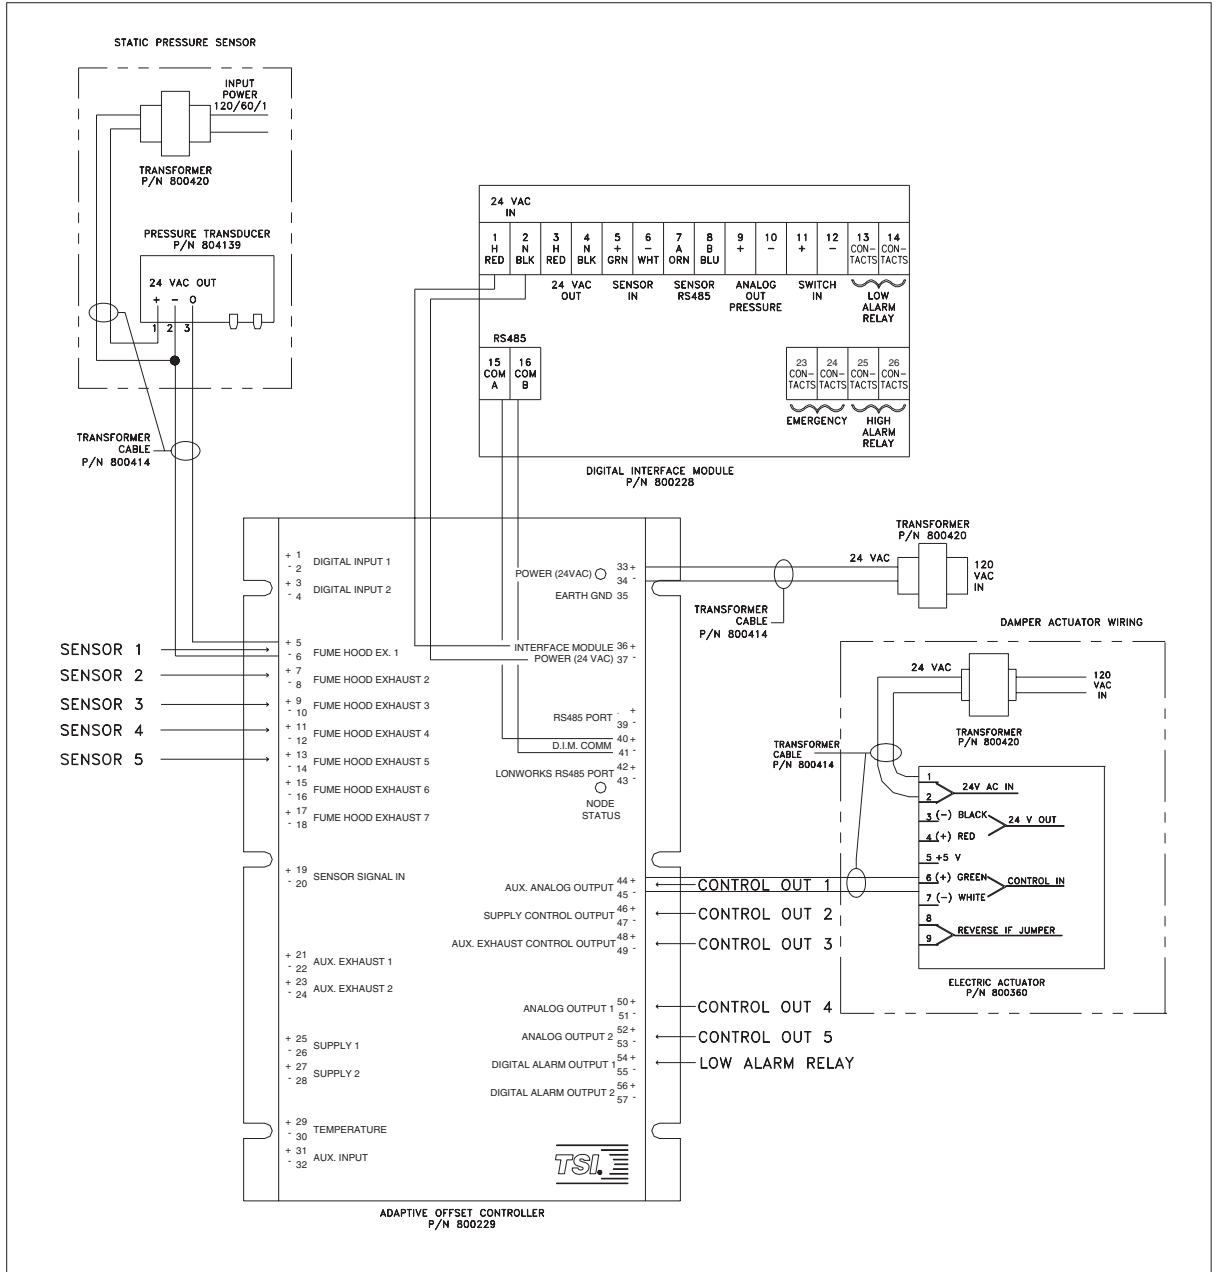 STATIC PRESSURE SENSOR
INPUT
POWER
120/60/1
TRANSFORMER
P/N 800420
PRESSURE TRANSDUCER
P/N 804139
24 VAC OUT
+ - O
1 2 3
TRANSFORMER
CABLE
P/N 800414
24 VAC
IN
1 2 3 4 5 6 7 8 9 10 11 12 13 14
H N H N + - A B + - + - CON- CON-
RED BLK RED BLK GRN WHT ORN BLU TACTS TACTS
24 VAC
OUT
SENSOR
IN
SENSOR
RS485
ANALOG
OUT
PRESSURE
SWITCH
IN
LOW
ALARM
RELAY
RS485
15 16
COM COM
A B
23 24 25 26
CON- CON- CON- CON-
TACTS TACTS TACTS TACTS
EMERGENCY
HIGH
ALARM
RELAY
DIGITAL INTERFACE MODULE
P/N 800228
SENSOR 1
SENSOR 2
SENSOR 3
SENSOR 4
SENSOR 5
+ 1
- 2
DIGITAL INPUT 1
+ 3
- 4
DIGITAL INPUT 2
+ 5
- 6
FUME HOOD EX. 1
+ 7
- 8
FUME HOOD EXHAUST 2
+ 9
- 10
FUME HOOD EXHAUST 3
+ 11
- 12
FUME HOOD EXHAUST 4
+ 13
- 14
FUME HOOD EXHAUST 5
+ 15
- 16
FUME HOOD EXHAUST 6
+ 17
- 18
FUME HOOD EXHAUST 7
+ 19
- 20
SENSOR SIGNAL IN
+ 21
- 22
AUX. EXHAUST 1
+ 23
- 24
AUX. EXHAUST 2
+ 25
- 26
SUPPLY 1
+ 27
- 28
SUPPLY 2
+ 29
- 30
TEMPERATURE
+ 31
- 32
AUX. INPUT
POWER (24VAC)
33 +
34 -
EARTH GND 35
INTERFACE MODULE 36 +
POWER (24 VAC) 37 -
RS485 PORT
+
39 -
D.I.M. COMM
40 +
41 -
LONWORKS RS485 PORT
42 +
43 -
NODE
STATUS
AUX. ANALOG OUTPUT
44 +
45 -
SUPPLY CONTROL OUTPUT
46 +
47 -
AUX. EXHAUST CONTROL OUTPUT
48 +
49 -
ANALOG OUTPUT 1
50 +
51 -
ANALOG OUTPUT 2
52 +
53 -
DIGITAL ALARM OUTPUT 1
54 +
55 -
DIGITAL ALARM OUTPUT 2
56 +
57 -
TSI
ADAPTIVE OFFSET CONTROLLER
P/N 800229
CONTROL OUT 1
CONTROL OUT 2
CONTROL OUT 3
CONTROL OUT 4
CONTROL OUT 5
LOW ALARM RELAY
TRANSFORMER
P/N 800420
24 VAC
120
VAC
IN
TRANSFORMER
CABLE
P/N 800414
DAMPER ACTUATOR WIRING
24 VAC
120
VAC
IN
TRANSFORMER
P/N 800420
TRANSFORMER
CABLE
P/N 800414
1
2
24V AC IN
3 (-) BLACK
4 (+) RED
24 V OUT
5 +5 V
6 (+) GREEN
7 (-) WHITE
CONTROL IN
8
9
REVERSE IF JUMPER
ELECTRIC ACTUATOR
P/N 800360